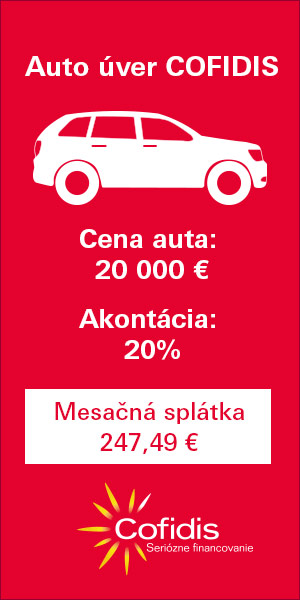 Auto úver COFIDIS
Cena auta:
20 000 €
Akontácia:
20%
Mesačná splátka
247,49 €
Cofidis
Seriózne financovanie